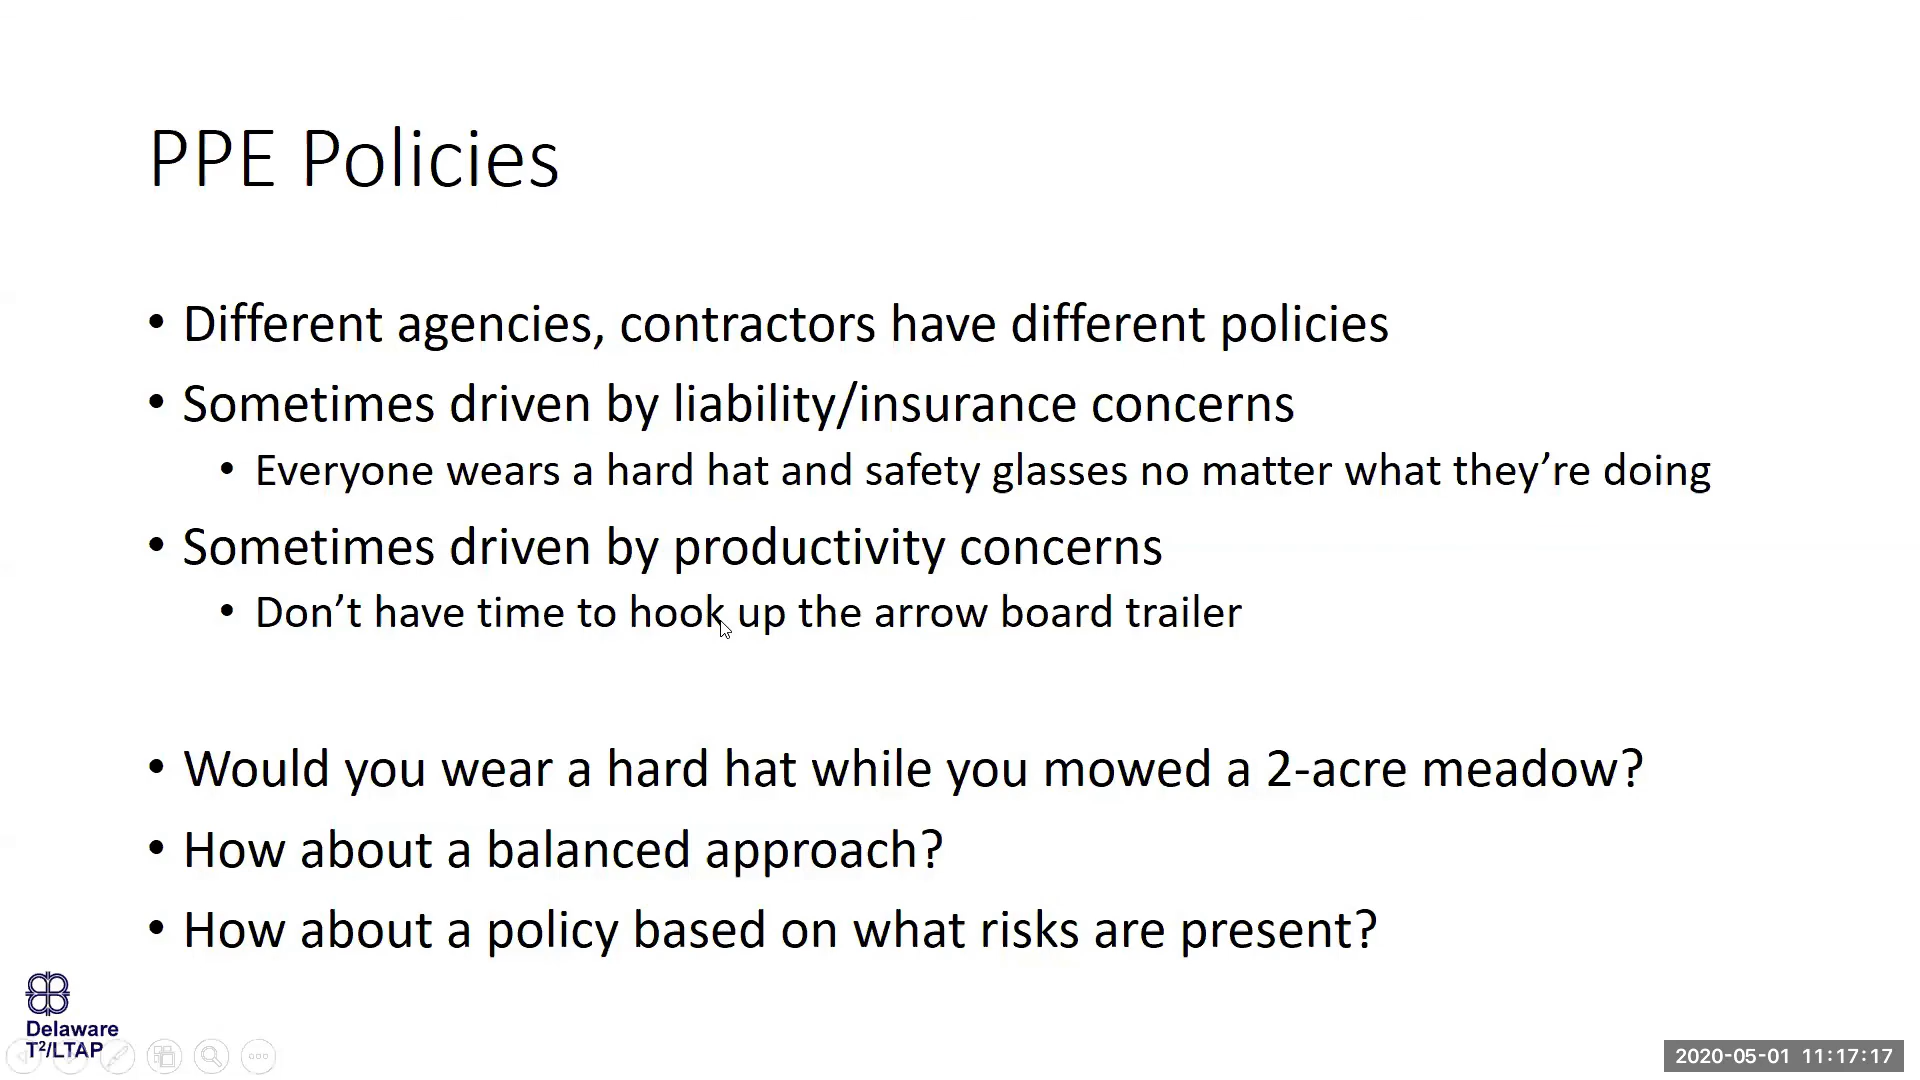 PPE Policies
• Different agencies, contractors have different policies
• Sometimes driven by liability/insurance concerns
• Everyone wears a hard hat and safety glasses no matter what they’re doing
• Sometimes driven by productivity concerns
• Don’t have time to hook up the arrow board trailer
• Would you wear a hard hat while you mowed a 2-acre meadow?
• How about a balanced approach?
• How about a policy based on what risks are present?
Delaware
T²/LTAP
2020-05-01 11:17:17